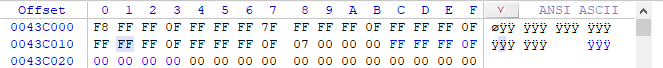 Offset 0 1 2 3 4 5 6 7 8 9 A B C D E F ANSI ASCII
0043C000 F8 FF FF 0F FF FF FF 7F FF FF FF 0F FF FF FF 0F øÿÿ ÿÿÿ ÿÿÿ ÿÿÿ
0043C010 FF FF FF 0F FF FF FF 0F 07 00 00 00 FF FF FF 0F ÿÿÿ ÿÿÿ ÿÿÿ
0043C020 00 00 00 00 00 00 00 00 00 00 00 00 00 00 00 00